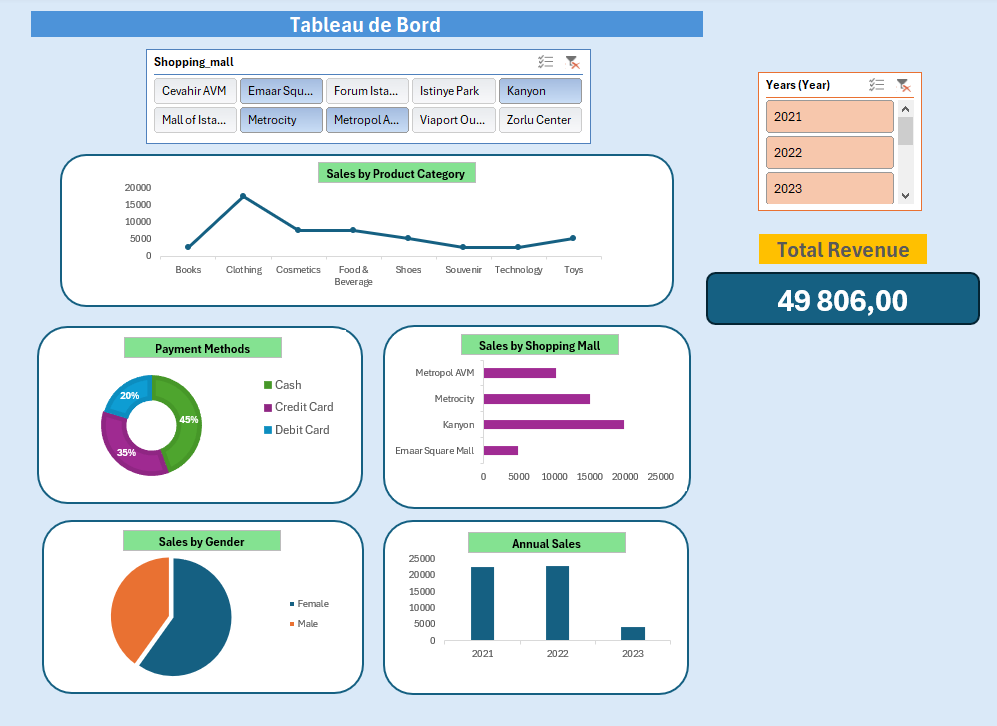 Tableau de Bord
Shopping_mall
Cevahir AVM
Emaar Squ...
Forum Ista...
Istinye Park
Kanyon
Mall of Ista...
Metrocity
Metropol A...
Viaport Ou...
Zorlu Center
Years (Year)
2021
2022
2023
Total Revenue
49 806,00
Sales by Product Category
20000
15000
10000
5000
0
Books
Clothing
Cosmetics
Food &
Beverage
Shoes
Souvenir
Technology
Toys
Payment Methods
20%
45%
35%
Cash
Credit Card
Debit Card
Sales by Shopping Mall
Metropol AVM
Metrocity
Kanyon
Emaar Square Mall
0 5000 10000 15000 20000 25000
Sales by Gender
Female
Male
Annual Sales
25000
20000
15000
10000
5000
0
2021 2022 2023